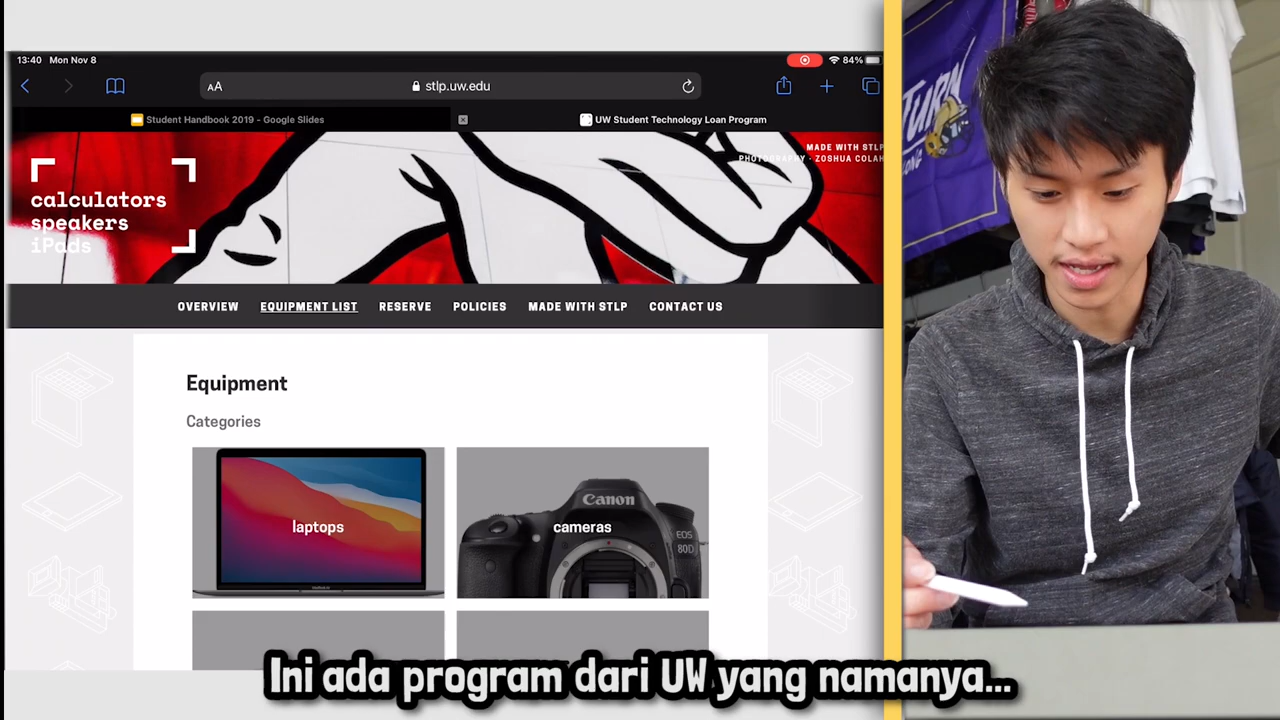 13:40 Mon Nov 8
84%
AA
stlp.uw.edu
Student Handbook 2019 - Google Slides
UW Student Technology Loan Program
MADE WITH STLP
PHOTOGRAPHY - ZOSHUA COLAH
calculators
speakers
iPads
OVERVIEW EQUIPMENT LIST RESERVE POLICIES MADE WITH STLP CONTACT US
Equipment
Categories
laptops
Canon
cameras
EOS
80D
TURN
Ini ada program dari UW yang namanya...